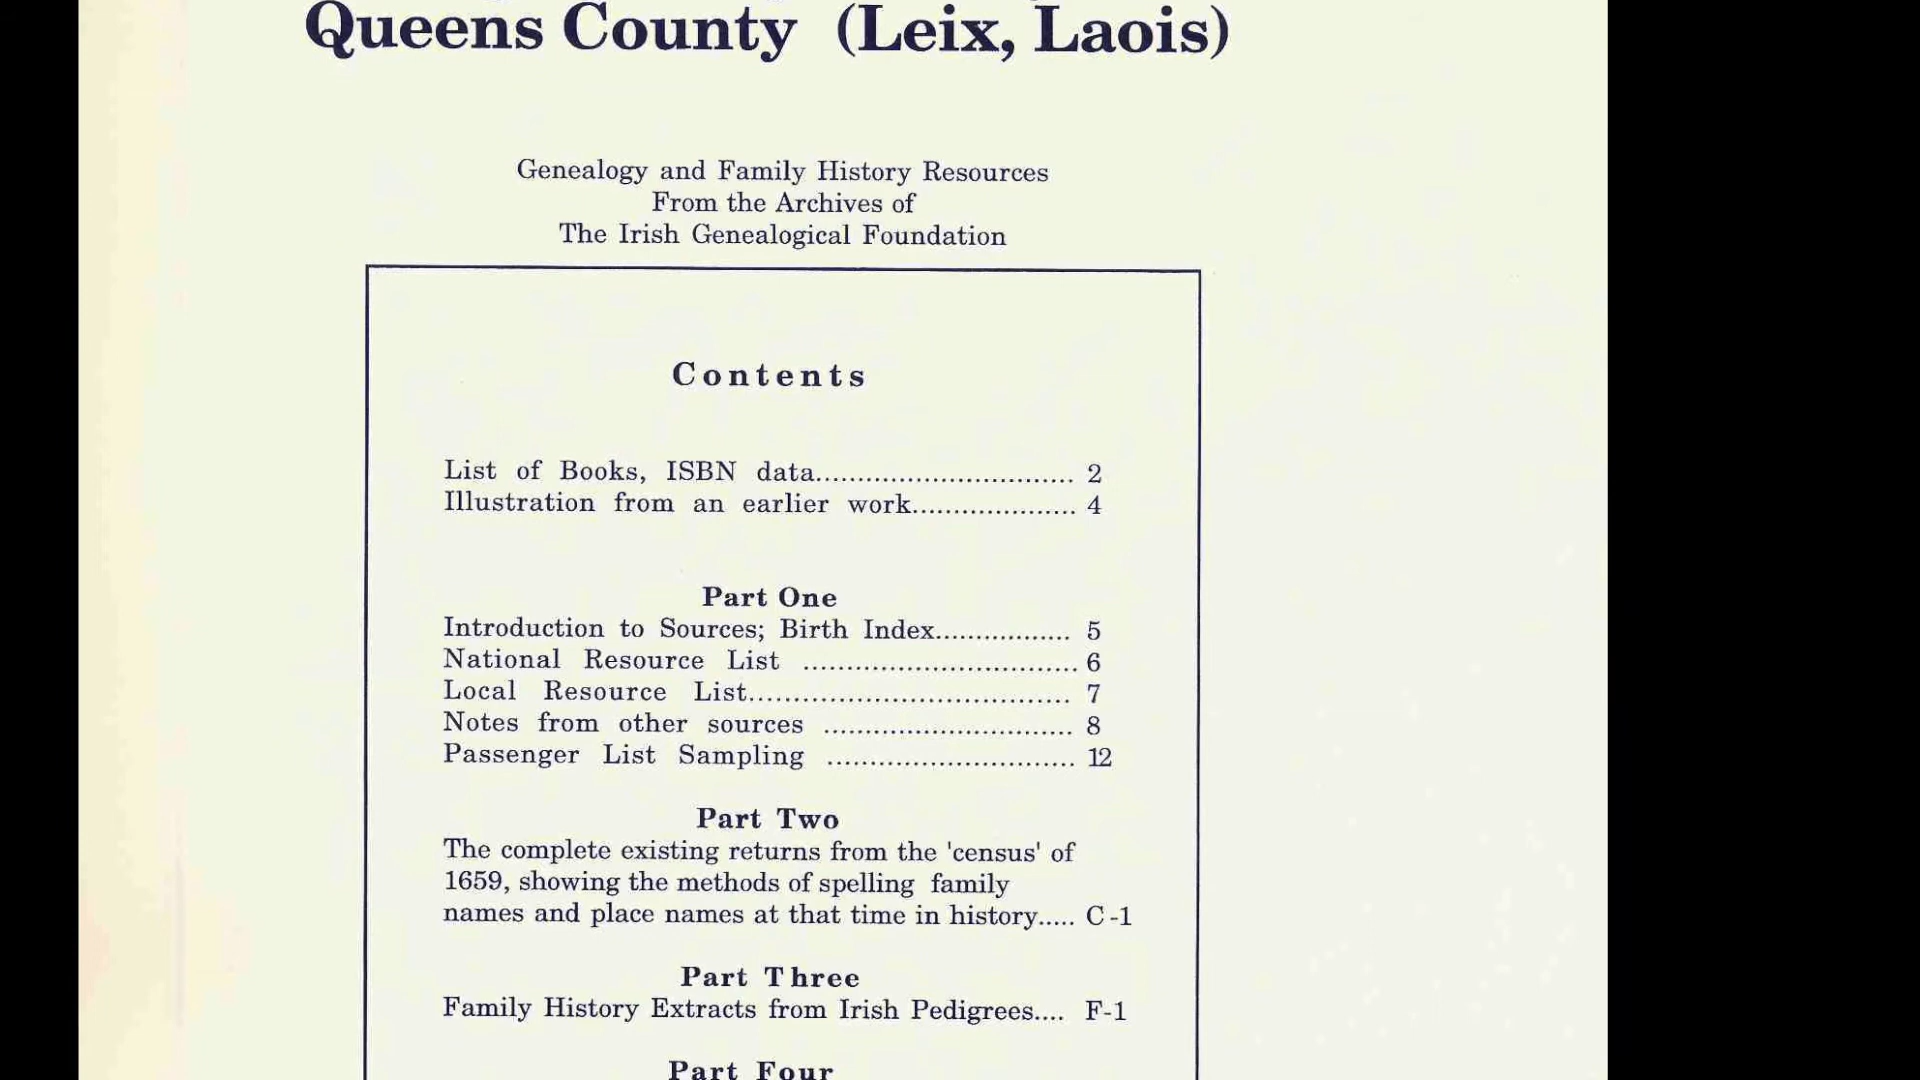 Queens County (Leix, Laois)
Genealogy and Family History Resources
From the Archives of
The Irish Genealogical Foundation
Contents
List of Books, ISBN data.............................. 2
Illustration from an earlier work.................... 4
Part One
Introduction to Sources; Birth Index................ 5
National Resource List ................................. 6
Local Resource List...................................... 7
Notes from other sources .............................. 8
Passenger List Sampling .............................. 12
Part Two
The complete existing returns from the 'census' of
1659, showing the methods of spelling family
names and place names at that time in history..... C-1
Part Three
Family History Extracts from Irish Pedigrees.... F-1
Part Four